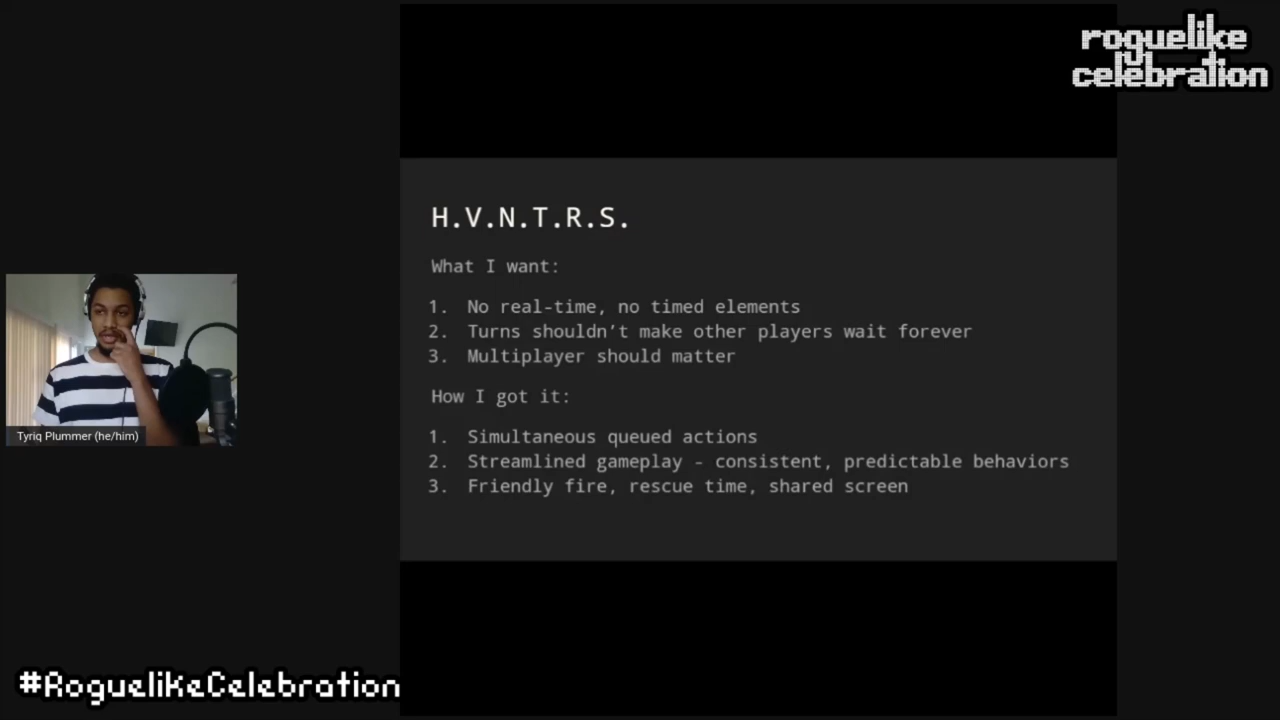 roguelike
celebration
H.V.N.T.R.S.
What I want:
1. No real-time, no timed elements
2. Turns shouldn’t make other players wait forever
3. Multiplayer should matter
How I got it:
1. Simultaneous queued actions
2. Streamlined gameplay - consistent, predictable behaviors
3. Friendly fire, rescue time, shared screen
Tyriq Plummer (he/him)
#RoguelikeCelebration